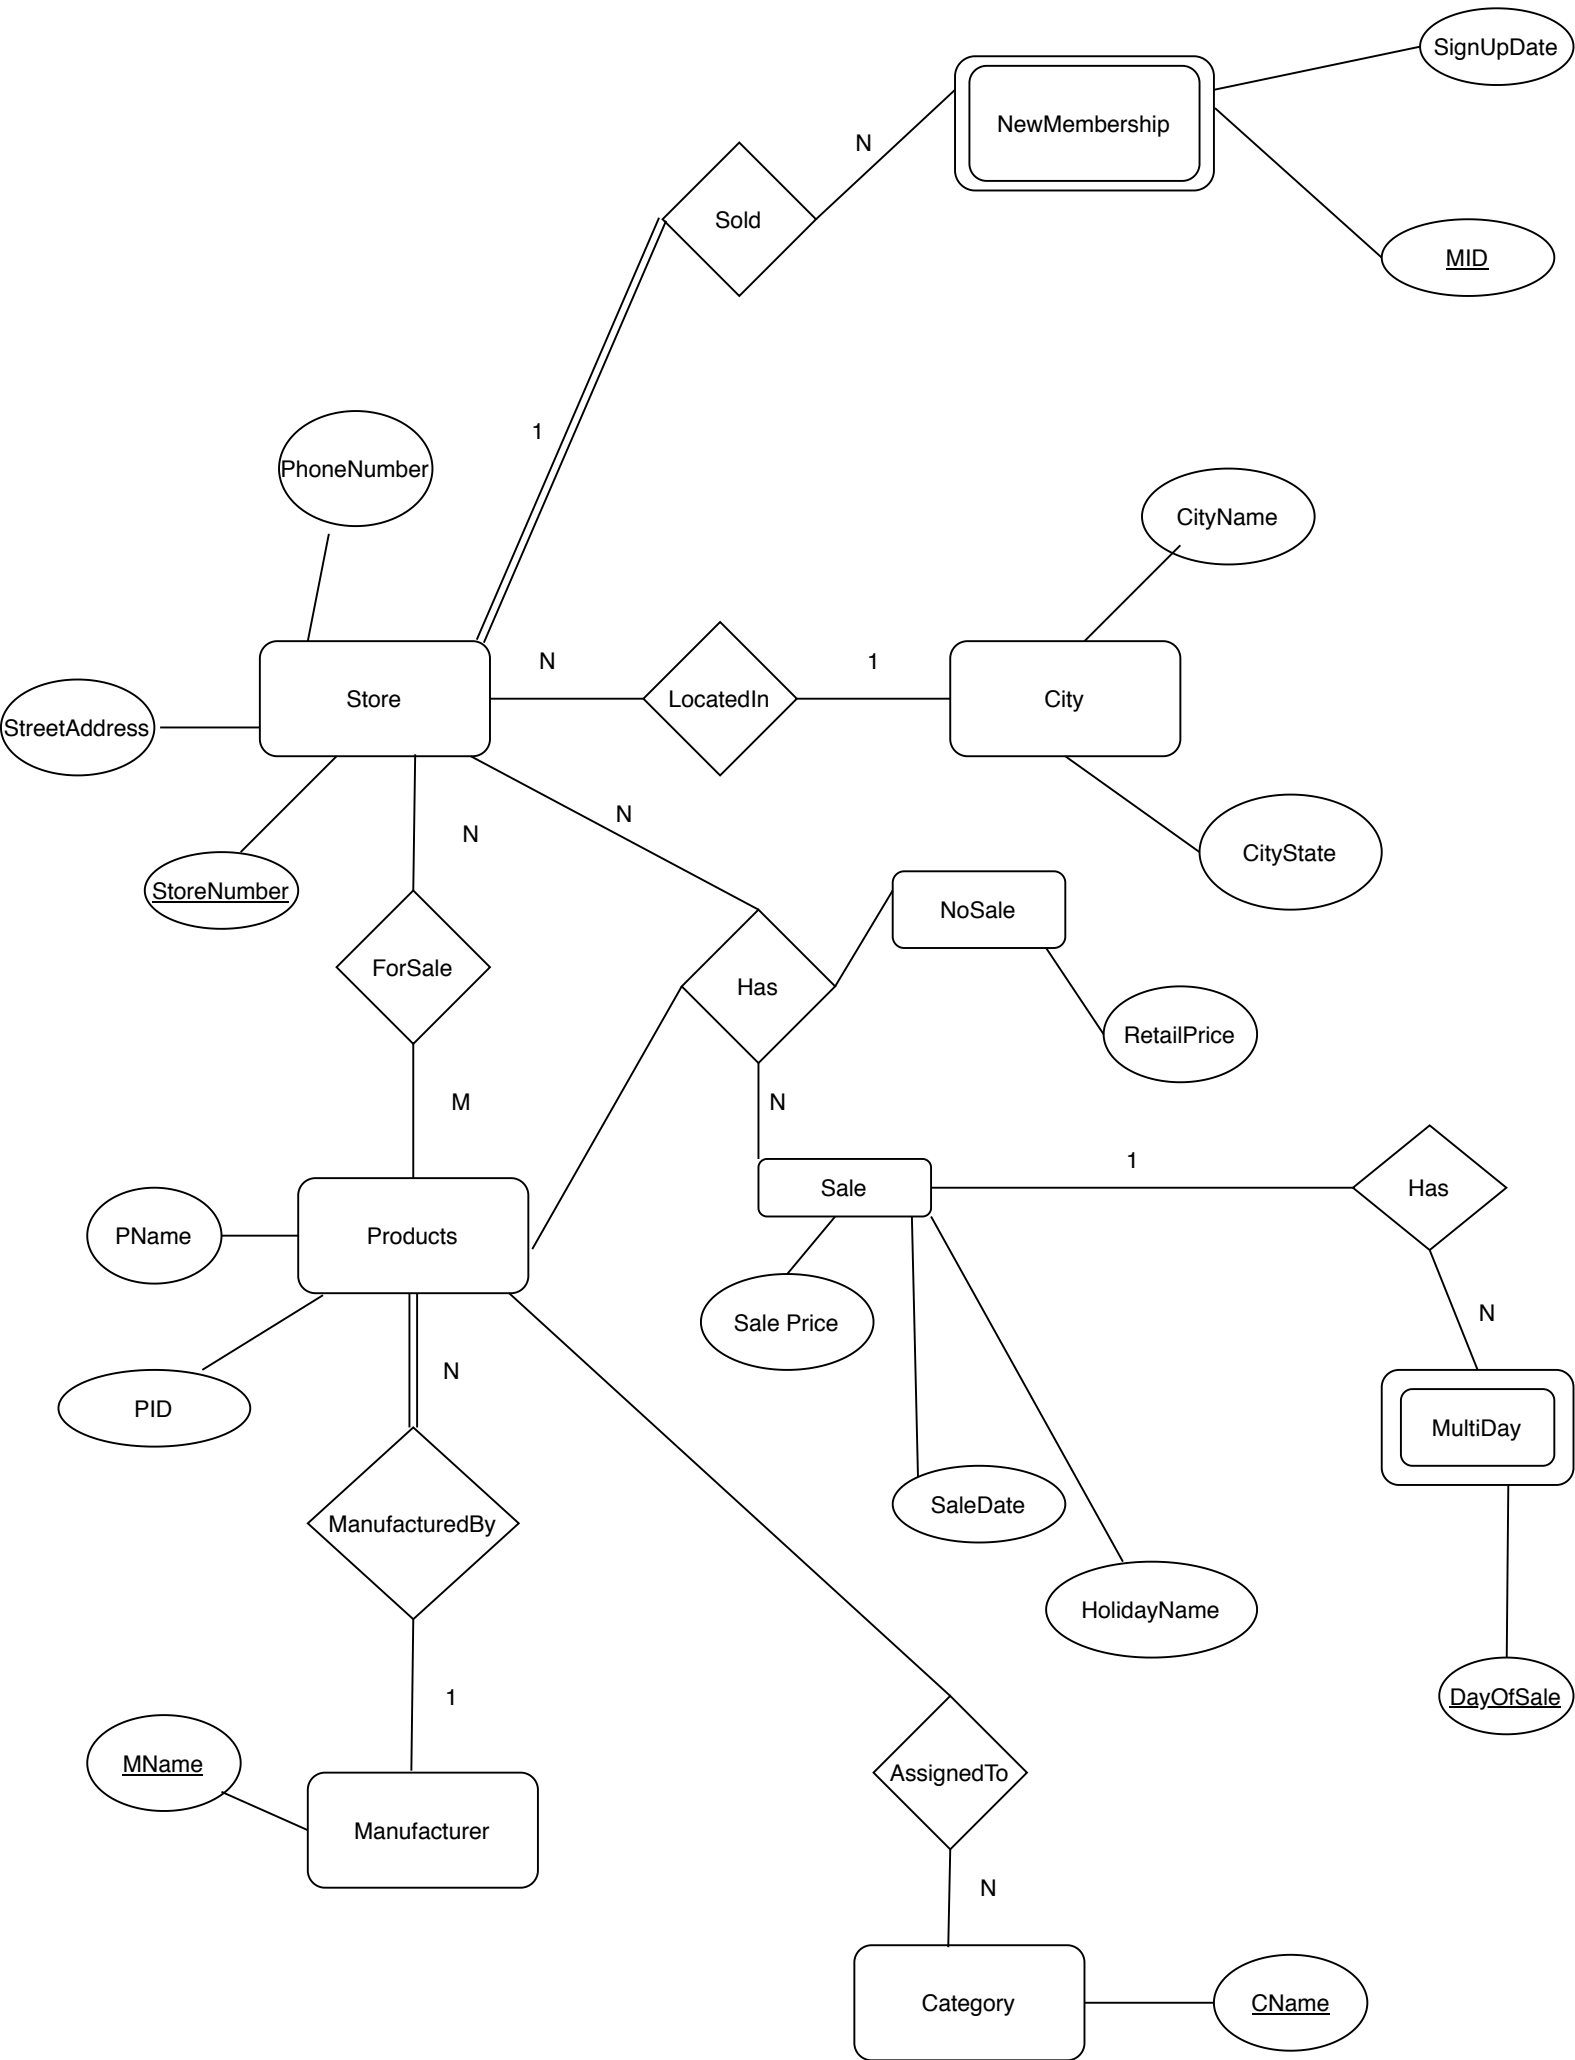 SignUpDate
NewMembership
N
Sold
MID
1
PhoneNumber
CityName
N
1
Store
LocatedIn
City
StreetAddress
N
N
CityState
StoreNumber
NoSale
ForSale
Has
RetailPrice
M
N
1
Sale
Has
PName
Products
Sale Price
N
N
PID
MultiDay
SaleDate
ManufacturedBy
HolidayName
1
DayOfSale
MName
AssignedTo
Manufacturer
N
Category
CName